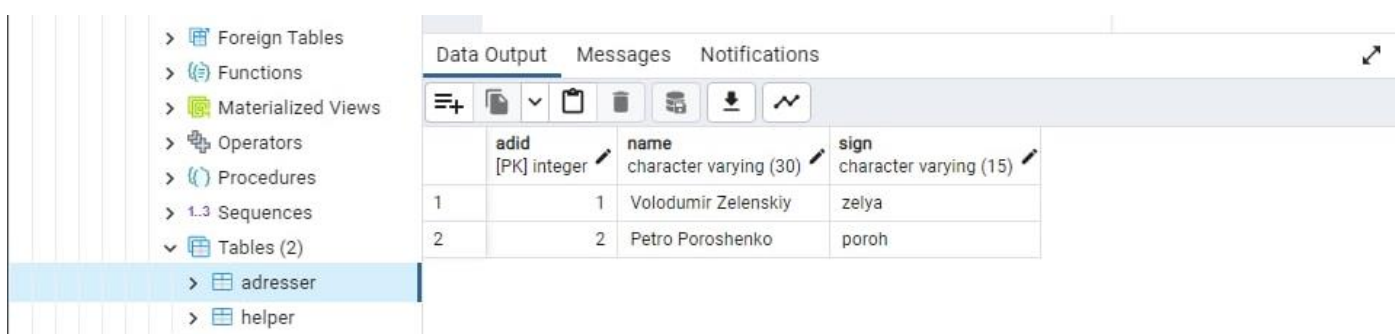 Foreign Tables
Functions
Materialized Views
Operators
Procedures
1..3 Sequences
Tables (2)
adresser
helper
Data Output Messages Notifications
adid name sign
[PK] integer character varying (30) character varying (15)
1 1 Volodumir Zelenskiy zelya
2 2 Petro Poroshenko poroh